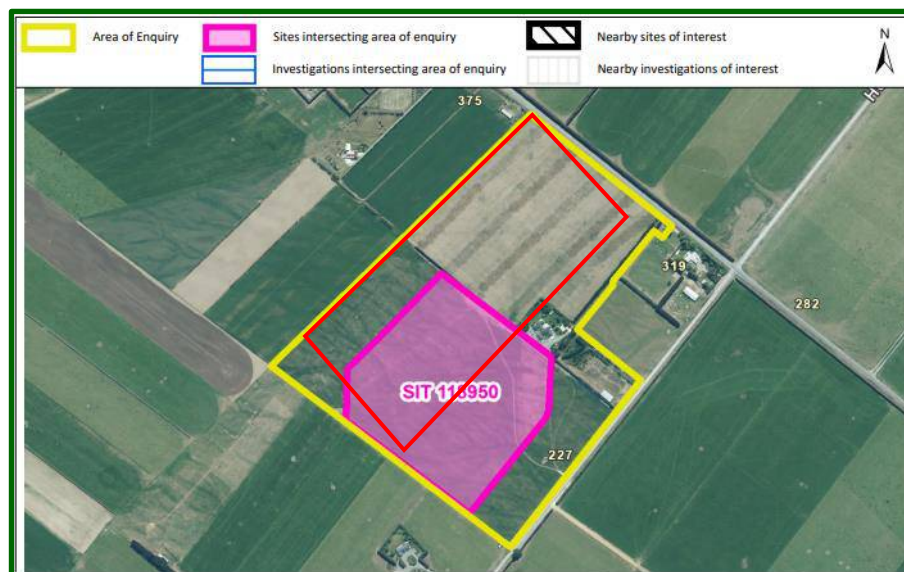 Area of Enquiry
Sites intersecting area of enquiry
Nearby sites of interest
Investigations intersecting area of enquiry
Nearby investigations of interest
N
375
319
282
SIT 118950
227